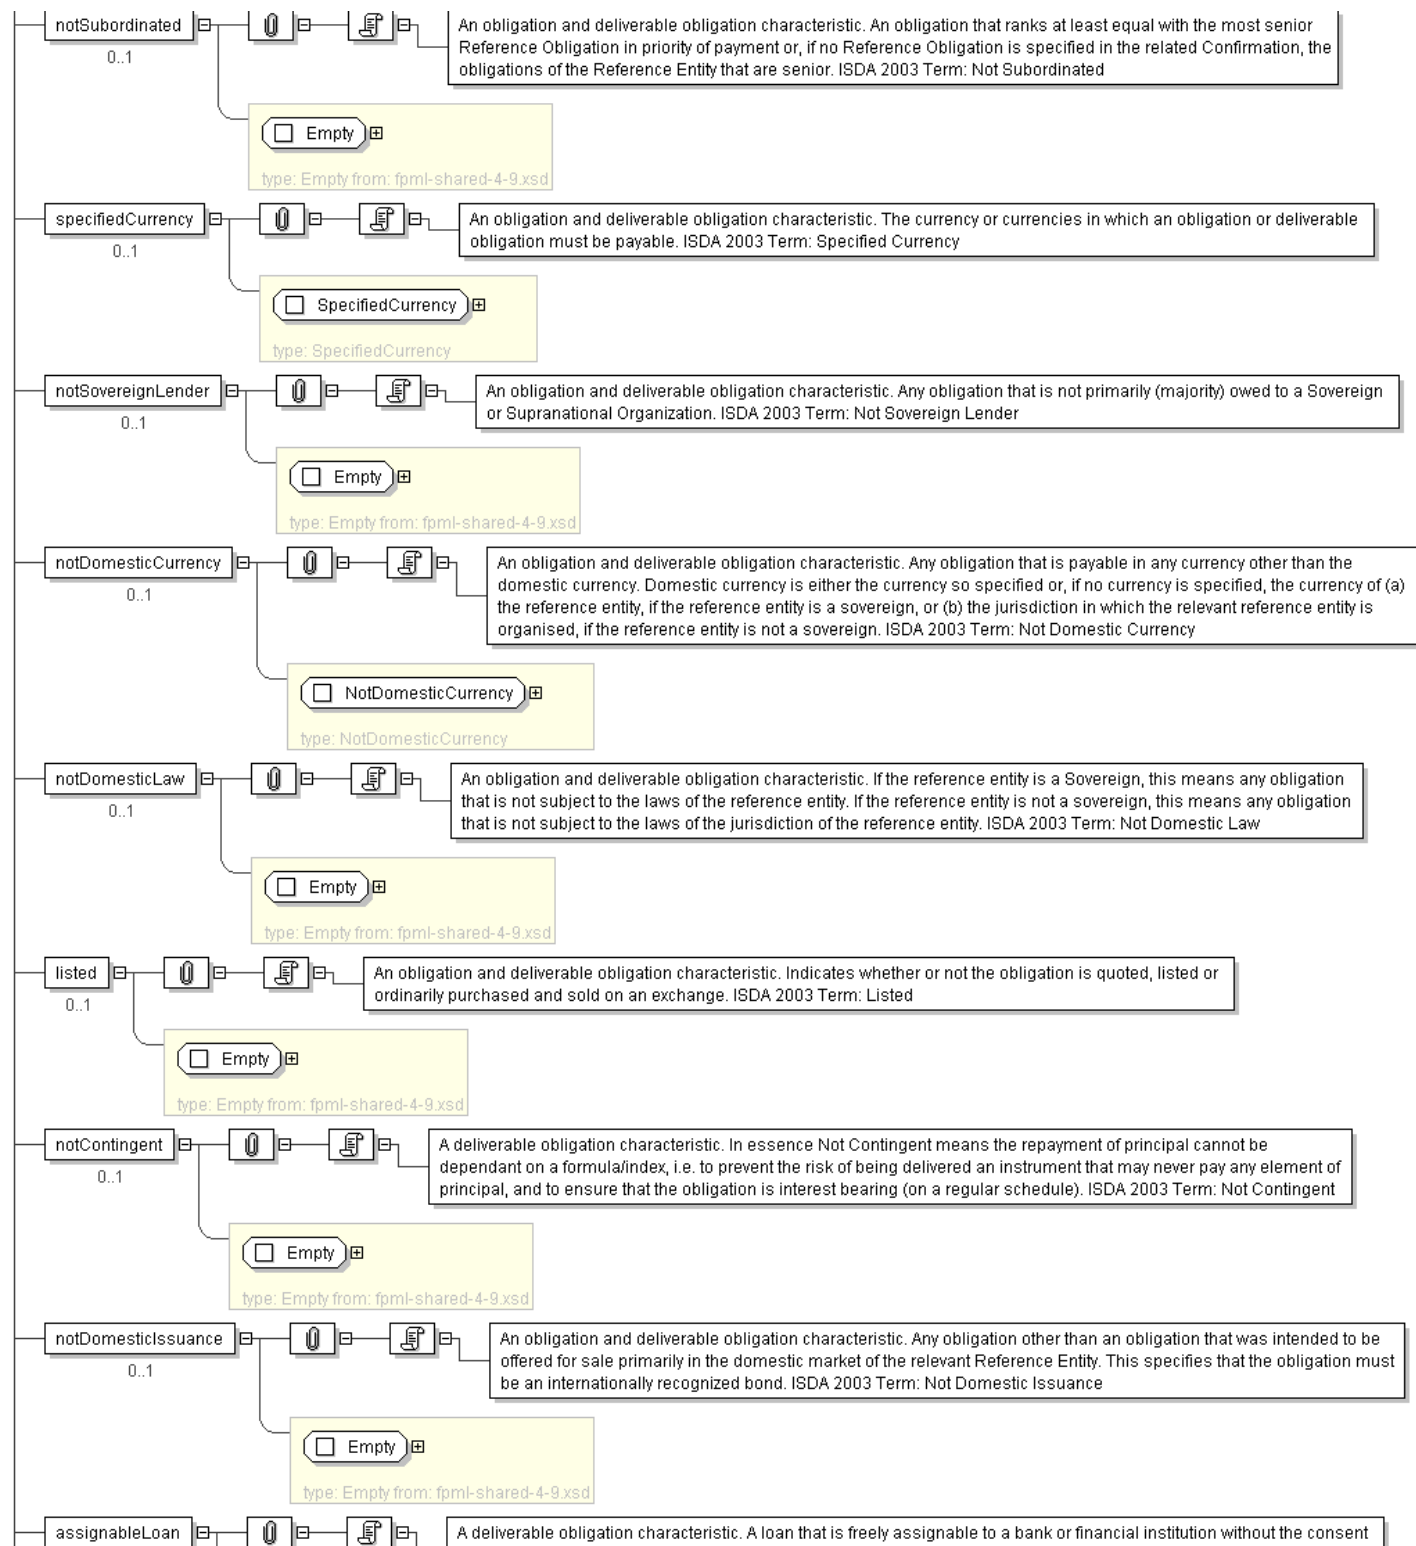 notSubordinated
An obligation and deliverable obligation characteristic. An obligation that ranks at least equal with the most senior
Reference Obligation in priority of payment or, if no Reference Obligation is specified in the related Confirmation, the
obligations of the Reference Entity that are senior. ISDA 2003 Term: Not Subordinated
0..1
Empty
type: Empty from: fpml-shared-4-9.xsd
specifiedCurrency
An obligation and deliverable obligation characteristic. The currency or currencies in which an obligation or deliverable
obligation must be payable. ISDA 2003 Term: Specified Currency
0..1
SpecifiedCurrency
type: SpecifiedCurrency
notSovereignLender
An obligation and deliverable obligation characteristic. Any obligation that is not primarily (majority) owed to a Sovereign
or Supranational Organization. ISDA 2003 Term: Not Sovereign Lender
0..1
Empty
type: Empty from: fpml-shared-4-9.xsd
notDomesticCurrency
An obligation and deliverable obligation characteristic. Any obligation that is payable in any currency other than the
domestic currency. Domestic currency is either the currency so specified or, if no currency is specified, the currency of (a)
the reference entity, if the reference entity is a sovereign, or (b) the jurisdiction in which the relevant reference entity is
organised, if the reference entity is not a sovereign. ISDA 2003 Term: Not Domestic Currency
0..1
NotDomesticCurrency
type: NotDomesticCurrency
notDomesticLaw
An obligation and deliverable obligation characteristic. If the reference entity is a Sovereign, this means any obligation
that is not subject to the laws of the reference entity. If the reference entity is not a sovereign, this means any obligation
that is not subject to the laws of the jurisdiction of the reference entity. ISDA 2003 Term: Not Domestic Law
0..1
Empty
type: Empty from: fpml-shared-4-9.xsd
listed
An obligation and deliverable obligation characteristic. Indicates whether or not the obligation is quoted, listed or
ordinarily purchased and sold on an exchange. ISDA 2003 Term: Listed
0..1
Empty
type: Empty from: fpml-shared-4-9.xsd
notContingent
A deliverable obligation characteristic. In essence Not Contingent means the repayment of principal cannot be
dependant on a formula/index, i.e. to prevent the risk of being delivered an instrument that may never pay any element of
principal, and to ensure that the obligation is interest bearing (on a regular schedule). ISDA 2003 Term: Not Contingent
0..1
Empty
type: Empty from: fpml-shared-4-9.xsd
notDomesticIssuance
An obligation and deliverable obligation characteristic. Any obligation other than an obligation that was intended to be
offered for sale primarily in the domestic market of the relevant Reference Entity. This specifies that the obligation must
be an internationally recognized bond. ISDA 2003 Term: Not Domestic Issuance
0..1
Empty
type: Empty from: fpml-shared-4-9.xsd
assignableLoan
A deliverable obligation characteristic. A loan that is freely assignable to a bank or financial institution without the consent